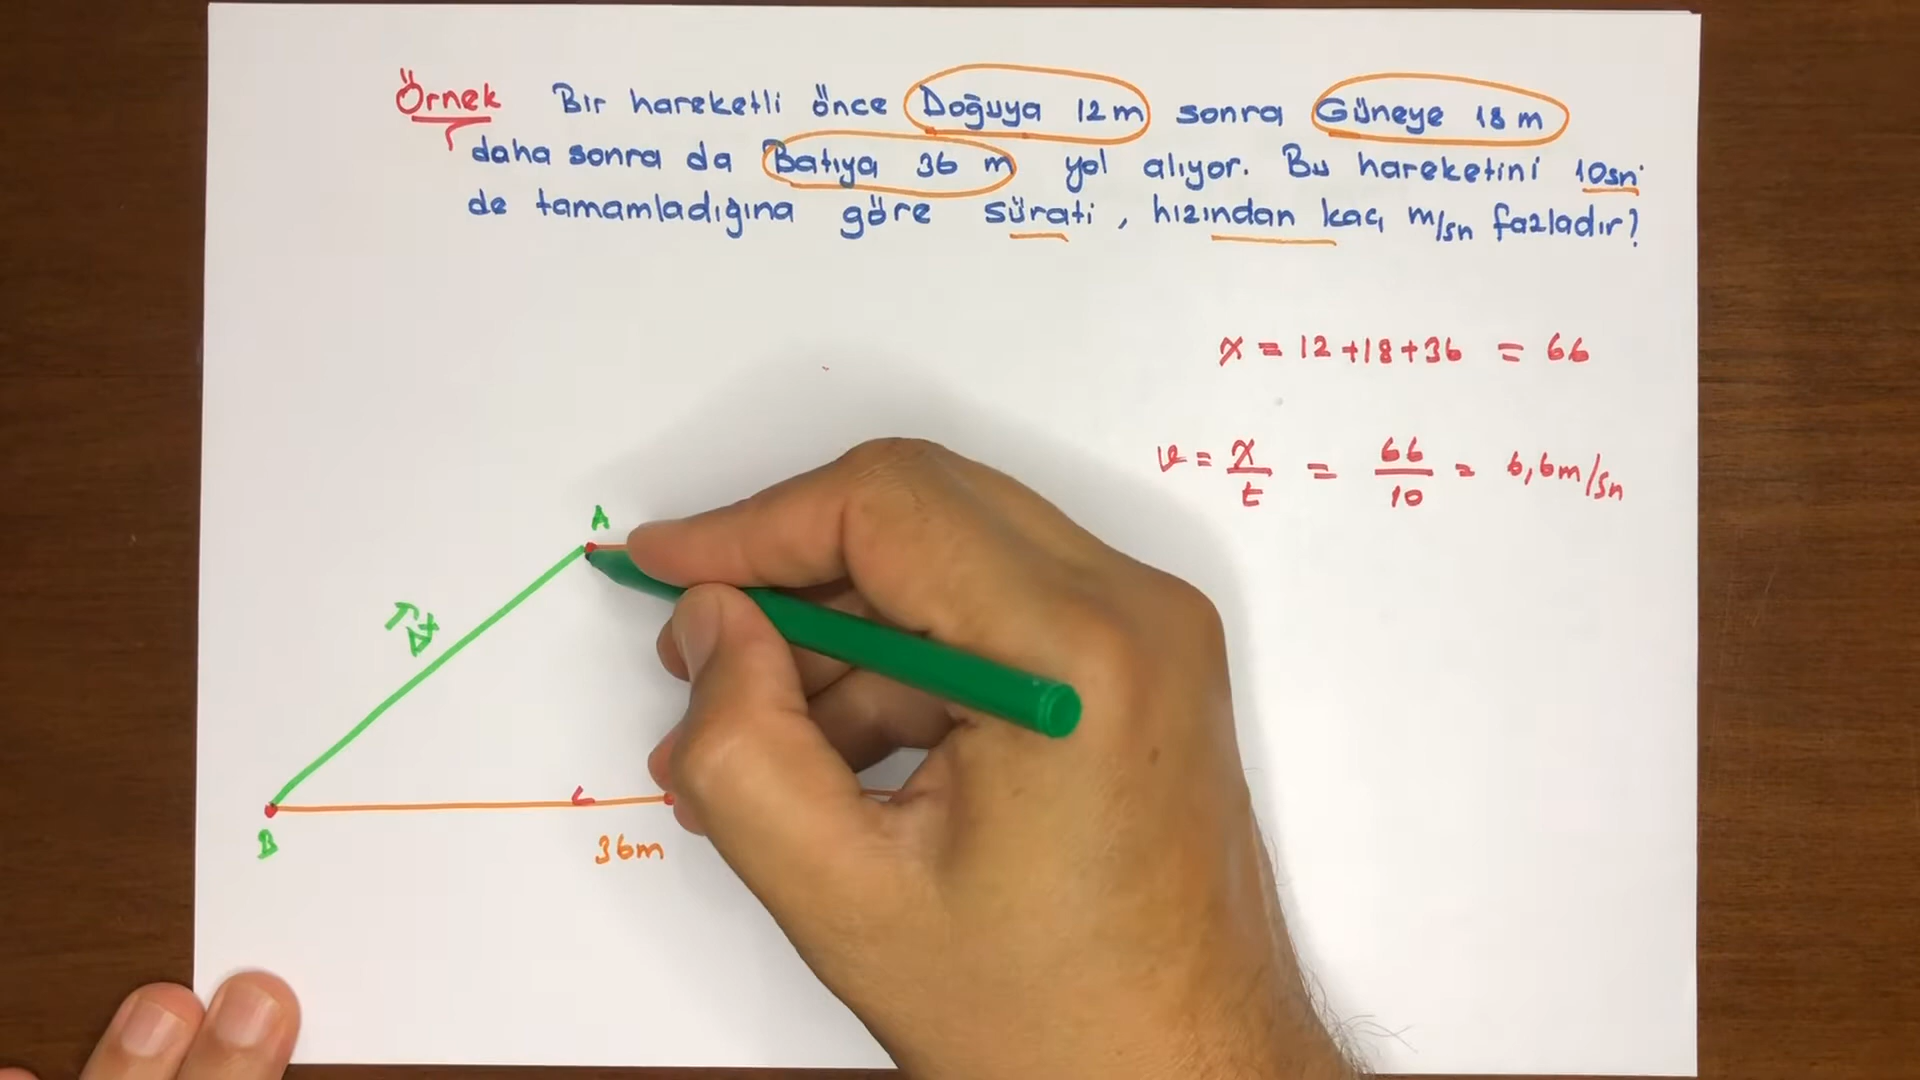 Örnek Bir hareketli önce Doğuya 12 m sonra Güneye 18 m
daha sonra da Batıya 36 m yol alıyor. Bu hareketini 10sn'
de tamamladığına göre sürati, hızından kaç m/sn fazladır?
x = 12 + 18 + 36 = 66
v = x/t = 66/10 = 6,6 m/sn
A
Δx
B
36m